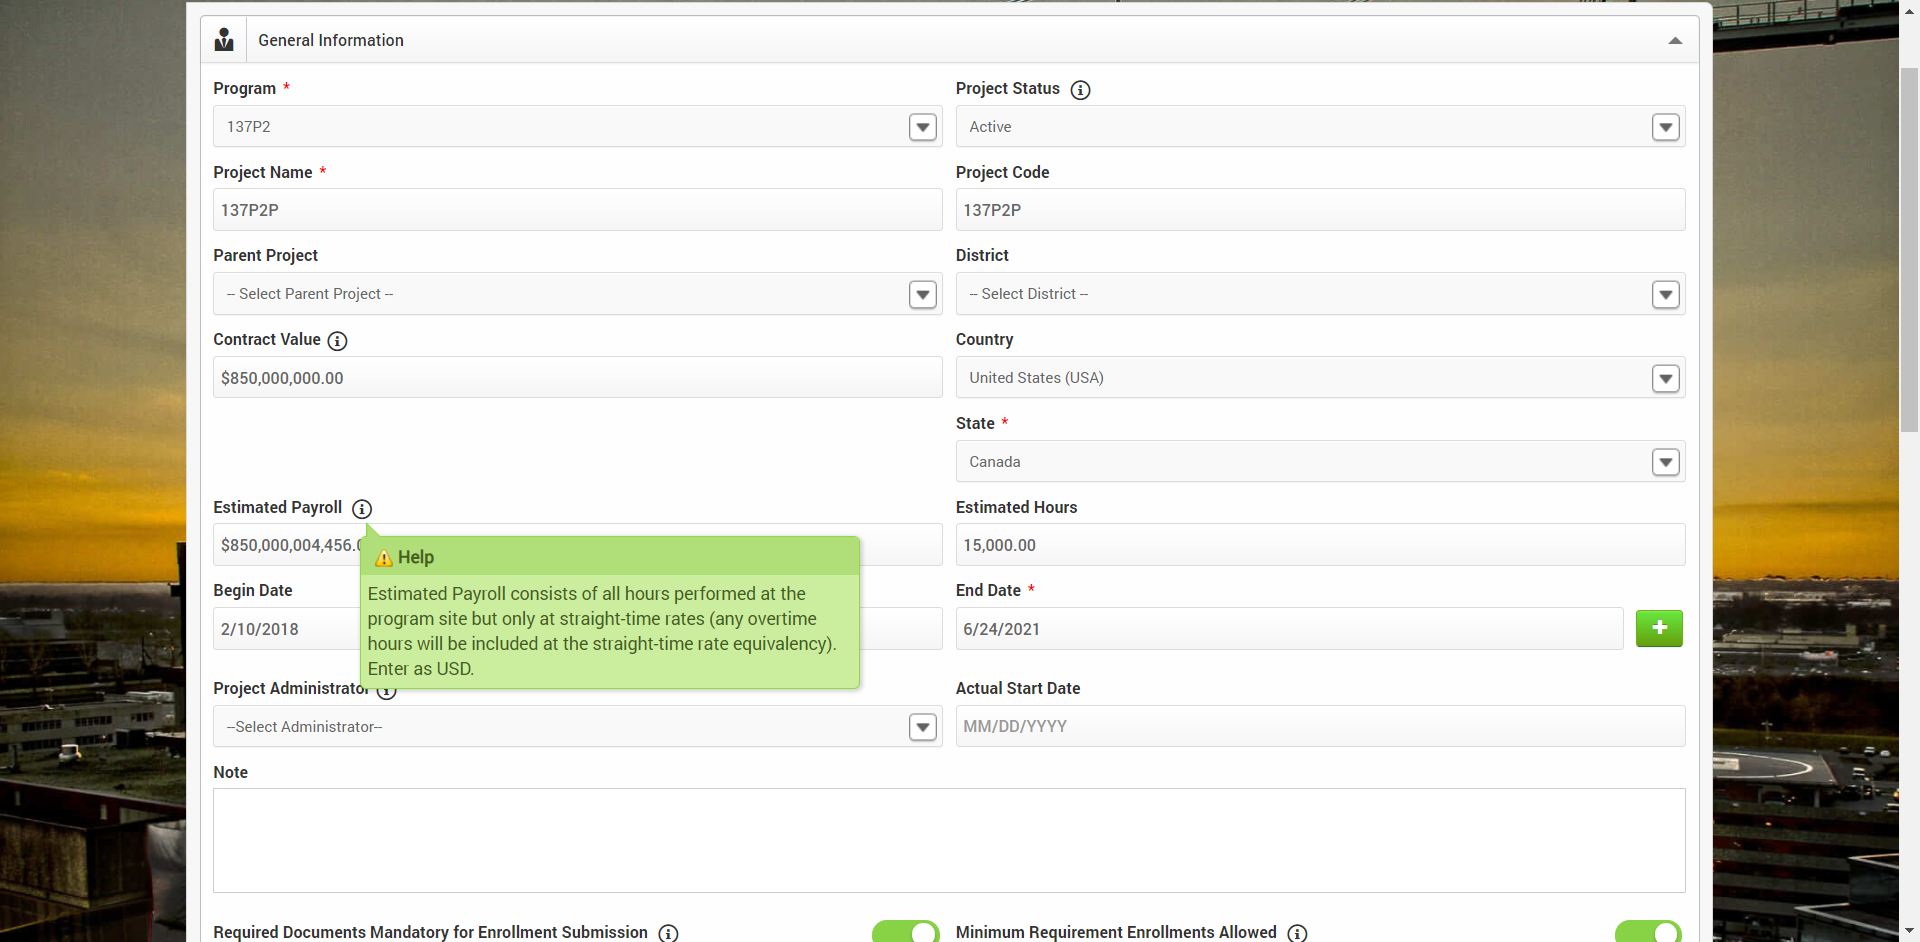 General Information
Program *
Project Status
137P2
Active
Project Name *
Project Code
137P2P
137P2P
Parent Project
District
-- Select Parent Project --
-- Select District --
Contract Value
Country
$850,000,000.00
United States (USA)
State *
Canada
Estimated Payroll
Estimated Hours
$850,000,004,456.
15,000.00
Help
Estimated Payroll consists of all hours performed at the
program site but only at straight-time rates (any overtime
hours will be included at the straight-time rate equivalency).
Enter as USD.
Begin Date
End Date *
2/10/2018
6/24/2021
Project Administrator
Actual Start Date
--Select Administrator--
MM/DD/YYYY
Note
Required Documents Mandatory for Enrollment Submission
Minimum Requirement Enrollments Allowed